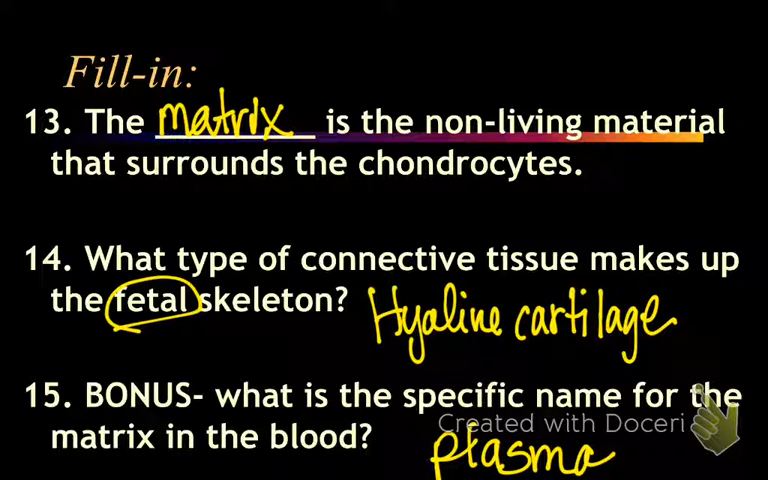 Fill-in:
13. The matrix is the non-living material
that surrounds the chondrocytes.
14. What type of connective tissue makes up
the fetal skeleton? Hyaline cartilage
15. BONUS- what is the specific name for the
Created with Doceri
matrix in the blood? plasma